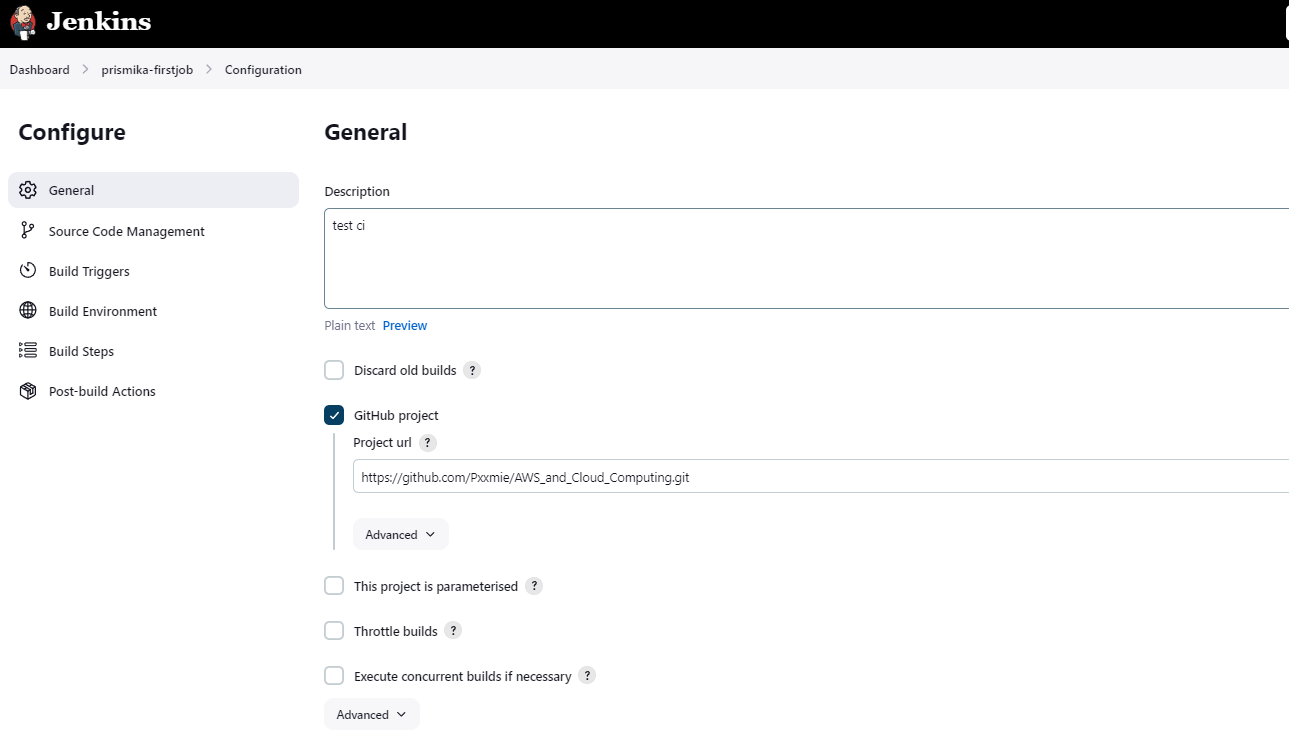 Jenkins
Dashboard > prismika-firstjob > Configuration
Configure
General
Source Code Management
Build Triggers
Build Environment
Build Steps
Post-build Actions
General
Description
test ci
Plain text Preview
Discard old builds ?
GitHub project
Project url ?
https://github.com/Pxxmie/AWS_and_Cloud_Computing.git
Advanced
This project is parameterised ?
Throttle builds ?
Execute concurrent builds if necessary ?
Advanced